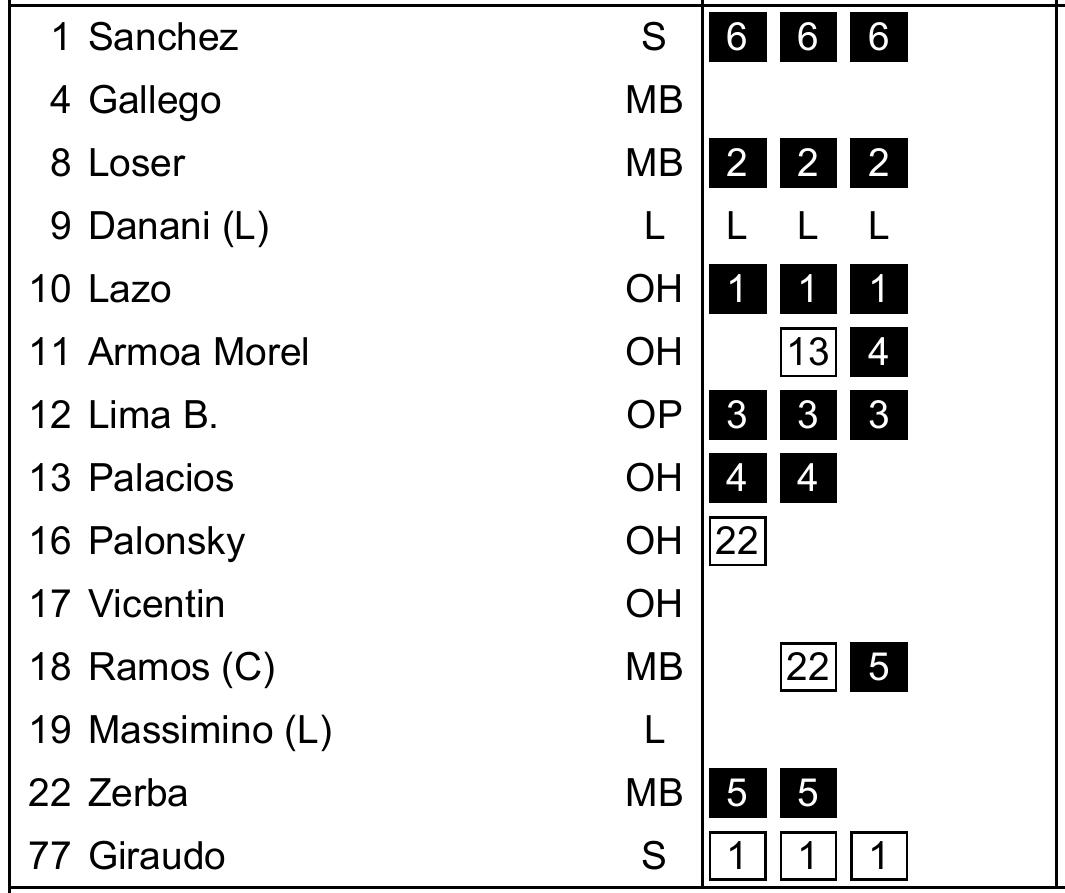 1 Sanchez S 6 6 6
4 Gallego MB
8 Loser MB 2 2 2
9 Danani (L) L L L L
10 Lazo OH 1 1 1
11 Armoa Morel OH 13 4
12 Lima B. OP 3 3 3
13 Palacios OH 4 4
16 Palonsky OH 22
17 Vicentin OH
18 Ramos (C) MB 22 5
19 Massimino (L) L
22 Zerba MB 5 5
77 Giraudo S 1 1 1